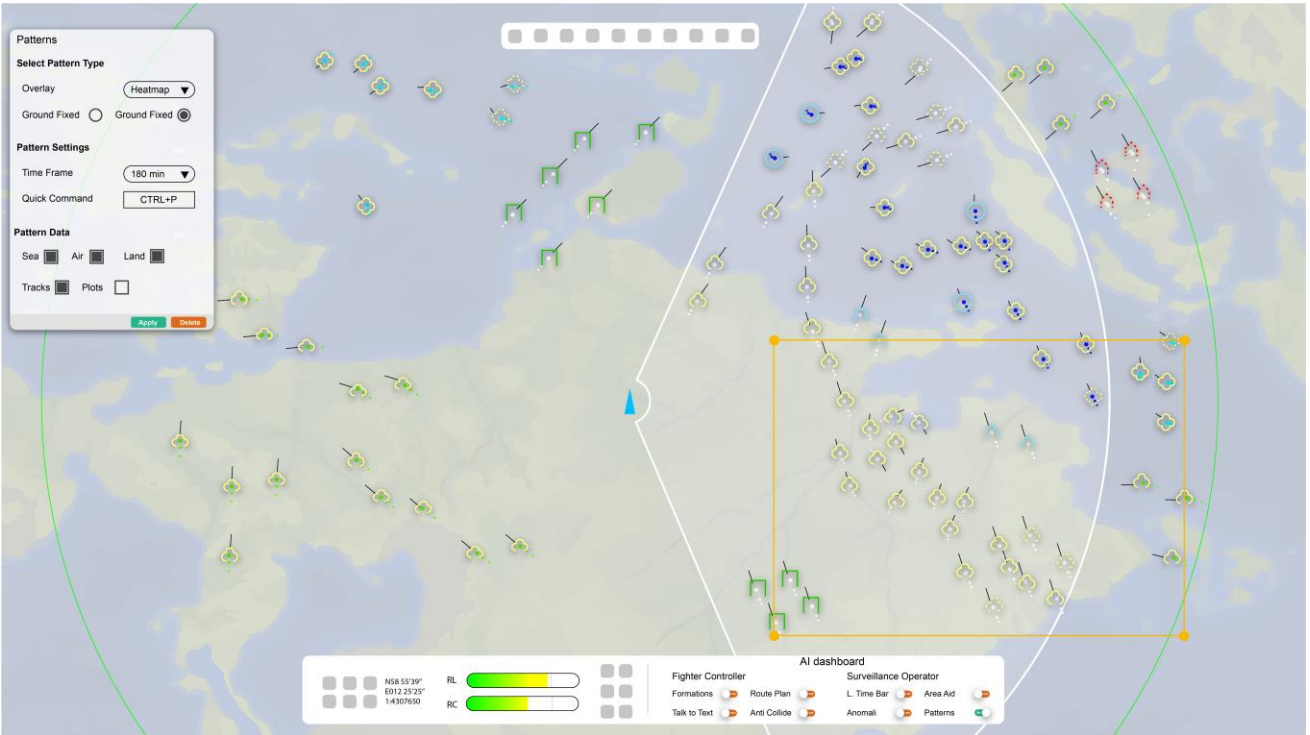 Patterns
Select Pattern Type
Overlay Heatmap
Ground Fixed Ground Fixed
Pattern Settings
Time Frame 180 min
Quick Command CTRL+P
Pattern Data
Sea Air Land
Tracks Plots
Apply Delete
N58 55'39"
E012 25'25"
1:4307650
RL
RC
AI dashboard
Fighter Controller Surveillance Operator
Formations Route Plan L. Time Bar Area Aid
Talk to Text Anti Collide Anomali Patterns